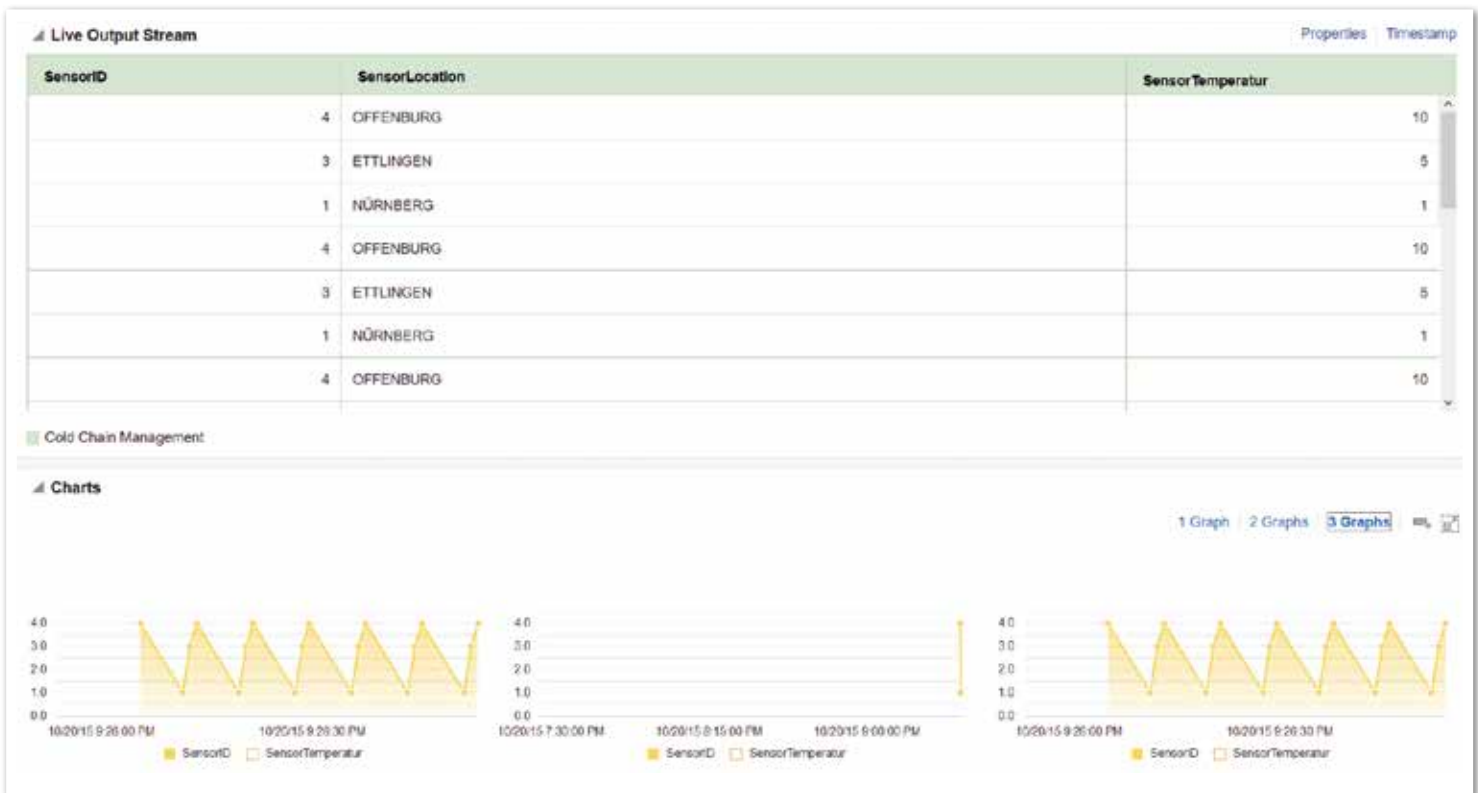 Live Output Stream
Properties Timestamp
SensorID SensorLocation SensorTemperatur
4 OFFENBURG 10
3 ETTLINGEN 5
1 NÜRNBERG 1
4 OFFENBURG 10
3 ETTLINGEN 5
1 NÜRNBERG 1
4 OFFENBURG 10
Cold Chain Management
Charts
1 Graph 2 Graphs 3 Graphs
4.0
3.0
2.0
1.0
0.0
10/20/15 9:26:00 PM 10/20/15 9:26:30 PM
SensorID SensorTemperatur
4.0
3.0
2.0
1.0
0.0
10/20/15 7:30:00 PM 10/20/15 8:15:00 PM 10/20/15 9:00:00 PM
SensorID SensorTemperatur
4.0
3.0
2.0
1.0
0.0
10/20/15 9:26:00 PM 10/20/15 9:26:30 PM
SensorID SensorTemperatur